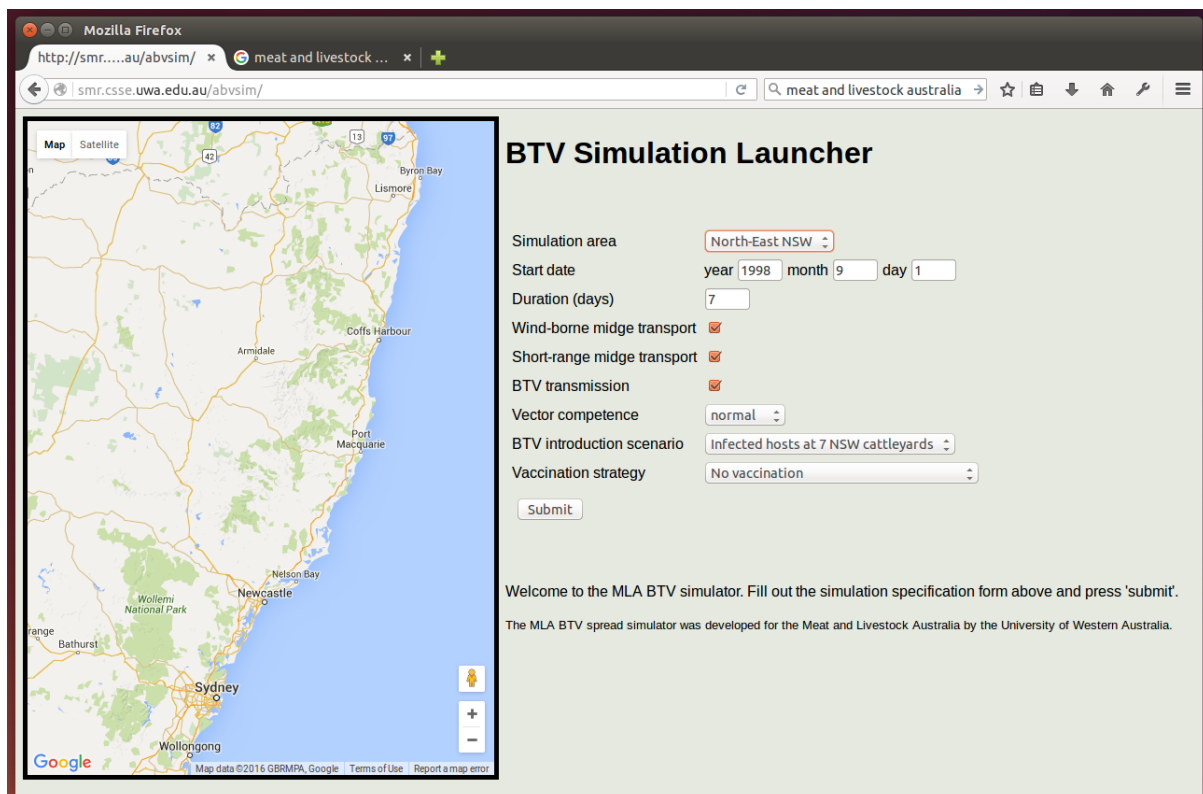 Mozilla Firefox
http://smr.....au/abvsim/
meat and livestock ...
smr.csse.uwa.edu.au/abvsim/
meat and livestock australia
Map Satellite
82
13
97
42
Byron Bay
Lismore
Coffs Harbour
Armidale
Port
Macquarie
Nelson Bay
Newcastle
Wollemi
National Park
range
Bathurst
Sydney
Wollongong
Google
Map data ©2016 GBRMPA, Google Terms of Use Report a map error
BTV Simulation Launcher
Simulation area North-East NSW
Start date year 1998 month 9 day 1
Duration (days) 7
Wind-borne midge transport
Short-range midge transport
BTV transmission
Vector competence normal
BTV introduction scenario Infected hosts at 7 NSW cattleyards
Vaccination strategy No vaccination
Submit
Welcome to the MLA BTV simulator. Fill out the simulation specification form above and press 'submit'.
The MLA BTV spread simulator was developed for the Meat and Livestock Australia by the University of Western Australia.